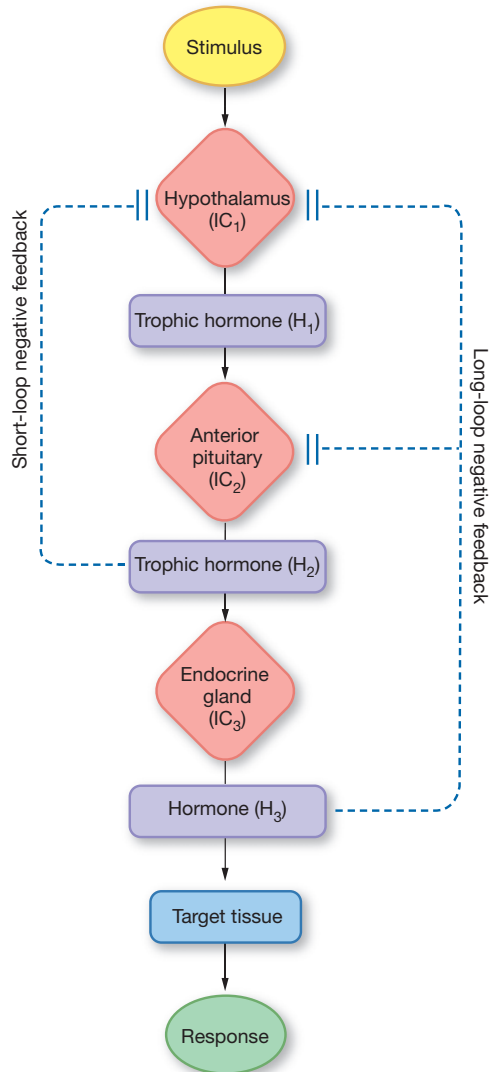 Stimulus
Hypothalamus
(IC₁)
Short-loop negative feedback
Trophic hormone (H₁)
Long-loop negative feedback
Anterior
pituitary
(IC₂)
Trophic hormone (H₂)
Endocrine
gland
(IC₃)
Hormone (H₃)
Target tissue
Response